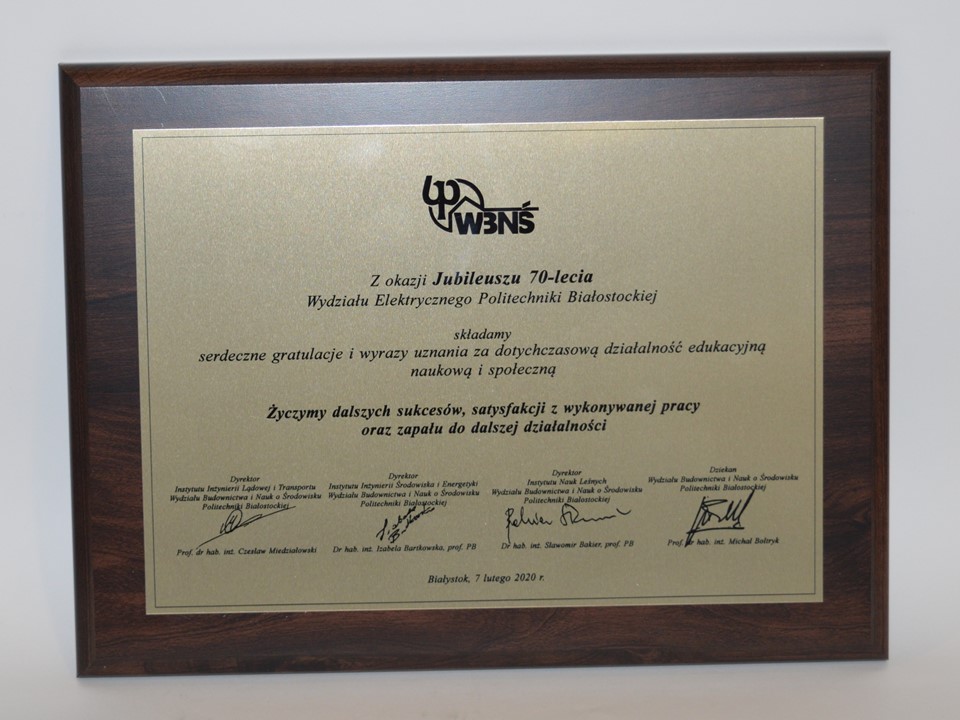 pb
WBNŚ
Z okazji Jubileuszu 70-lecia
Wydziału Elektrycznego Politechniki Białostockiej
składamy
serdeczne gratulacje i wyrazy uznania za dotychczasową działalność edukacyjną
naukową i społeczną
Życzymy dalszych sukcesów, satysfakcji z wykonywanej pracy
oraz zapału do dalszej działalności
Dyrektor
Instytutu Inżynierii Lądowej i Transportu
Wydziału Budownictwa i Nauk o Środowisku
Politechniki Białostockiej
Prof. dr hab. inż. Czesław Miedziałowski
Dyrektor
Instytutu Inżynierii Środowiska i Energetyki
Wydziału Budownictwa i Nauk o Środowisku
Politechniki Białostockiej
Izabela
Bartkowska
Dr hab. inż. Izabela Bartkowska, prof. PB
Dyrektor
Instytutu Nauk Leśnych
Wydziału Budownictwa i Nauk o Środowisku
Politechniki Białostockiej
Dr hab. inż. Sławomir Bakier, prof. PB
Dziekan
Wydziału Budownictwa i Nauk o Środowisku
Politechniki Białostockiej
Prof. dr hab. inż. Michał Bołtryk
Białystok, 7 lutego 2020 r.